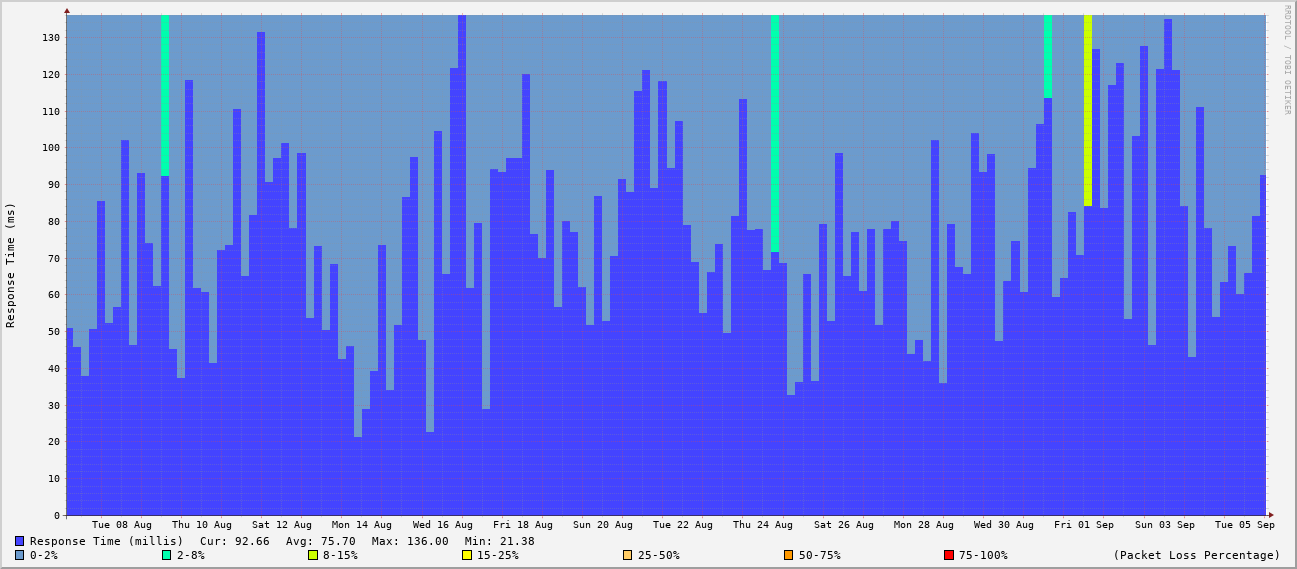 RRDTOOL / TOBI OETIKER
Response Time (ms)
130
120
110
100
90
80
70
60
50
40
30
20
10
0
Tue 08 Aug Thu 10 Aug Sat 12 Aug Mon 14 Aug Wed 16 Aug Fri 18 Aug Sun 20 Aug Tue 22 Aug Thu 24 Aug Sat 26 Aug Mon 28 Aug Wed 30 Aug Fri 01 Sep Sun 03 Sep Tue 05 Sep
Response Time (millis) Cur: 92.66 Avg: 75.70 Max: 136.00 Min: 21.38
0-2% 2-8% 8-15% 15-25% 25-50% 50-75% 75-100% (Packet Loss Percentage)